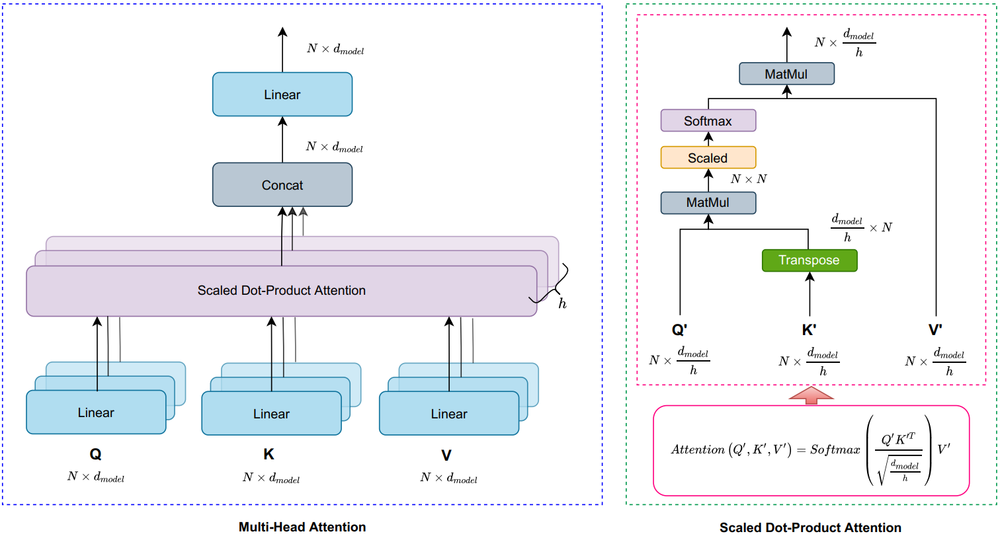 N × d_model
Linear
N × d_model
Concat
Scaled Dot-Product Attention
h
Linear
Linear
Linear
Q
K
V
N × d_model
N × d_model
N × d_model
Multi-Head Attention
N × d_model/h
MatMul
Softmax
Scaled
N × N
MatMul
d_model/h × N
Transpose
Q'
K'
V'
N × d_model/h
N × d_model/h
N × d_model/h
Attention (Q′, K′, V′) = Softmax (Q′K′^T / √(d_model/h)) V′
Scaled Dot-Product Attention